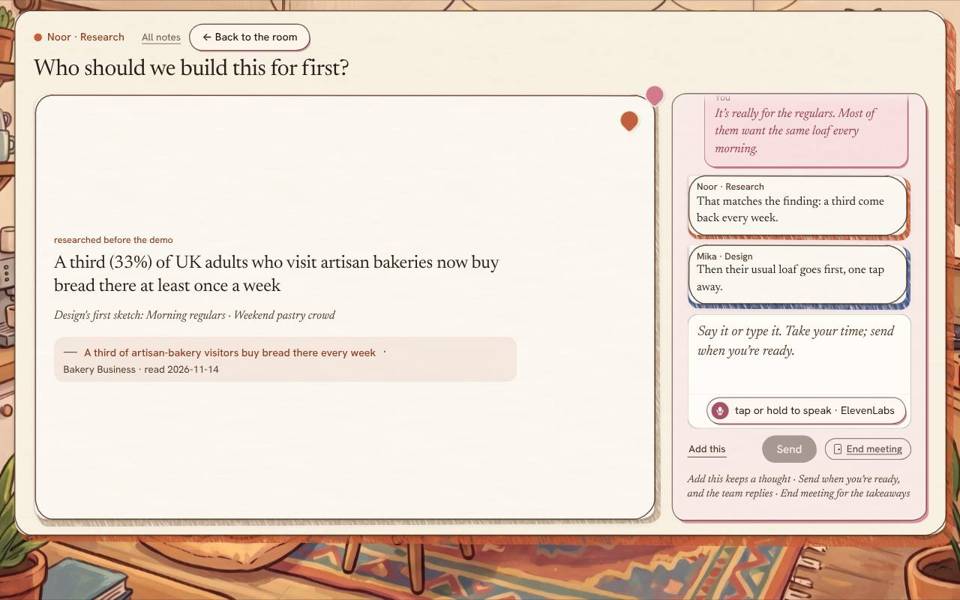 Noor · Research All notes ← Back to the room
Who should we build this for first?
researched before the demo
A third (33%) of UK adults who visit artisan bakeries now buy
bread there at least once a week
Design's first sketch: Morning regulars · Weekend pastry crowd
— A third of artisan-bakery visitors buy bread there every week ·
Bakery Business · read 2026-11-14
You
It's really for the regulars. Most of
them want the same loaf every
morning.
Noor · Research
That matches the finding: a third come
back every week.
Mika · Design
Then their usual loaf goes first, one tap
away.
Say it or type it. Take your time; send
when you're ready.
tap or hold to speak · ElevenLabs
Add this Send End meeting
Add this keeps a thought · Send when you're ready,
and the team replies · End meeting for the takeaways